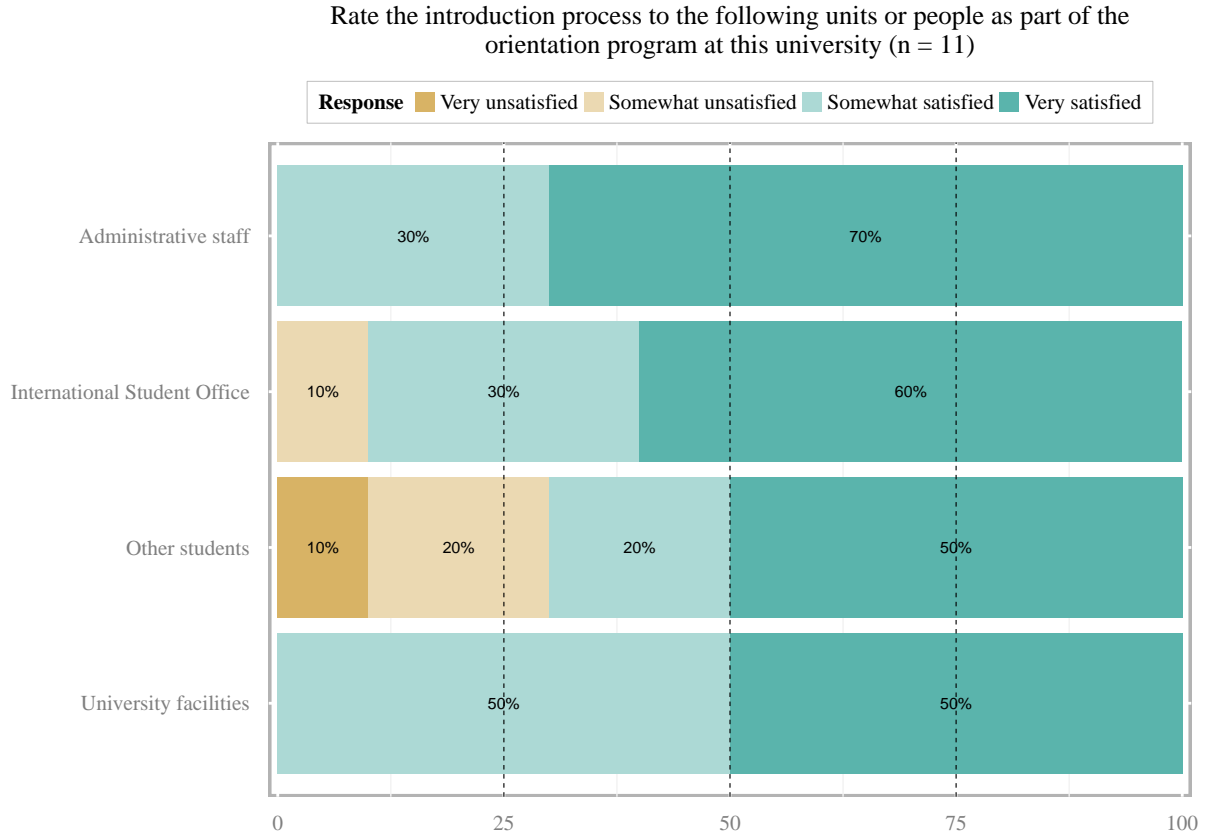 Rate the introduction process to the following units or people as part of the
orientation program at this university (n = 11)
Response Very unsatisfied Somewhat unsatisfied Somewhat satisfied Very satisfied
Administrative staff 30% 70%
International Student Office 10% 30% 60%
Other students 10% 20% 20% 50%
University facilities 50% 50%
0 25 50 75 100